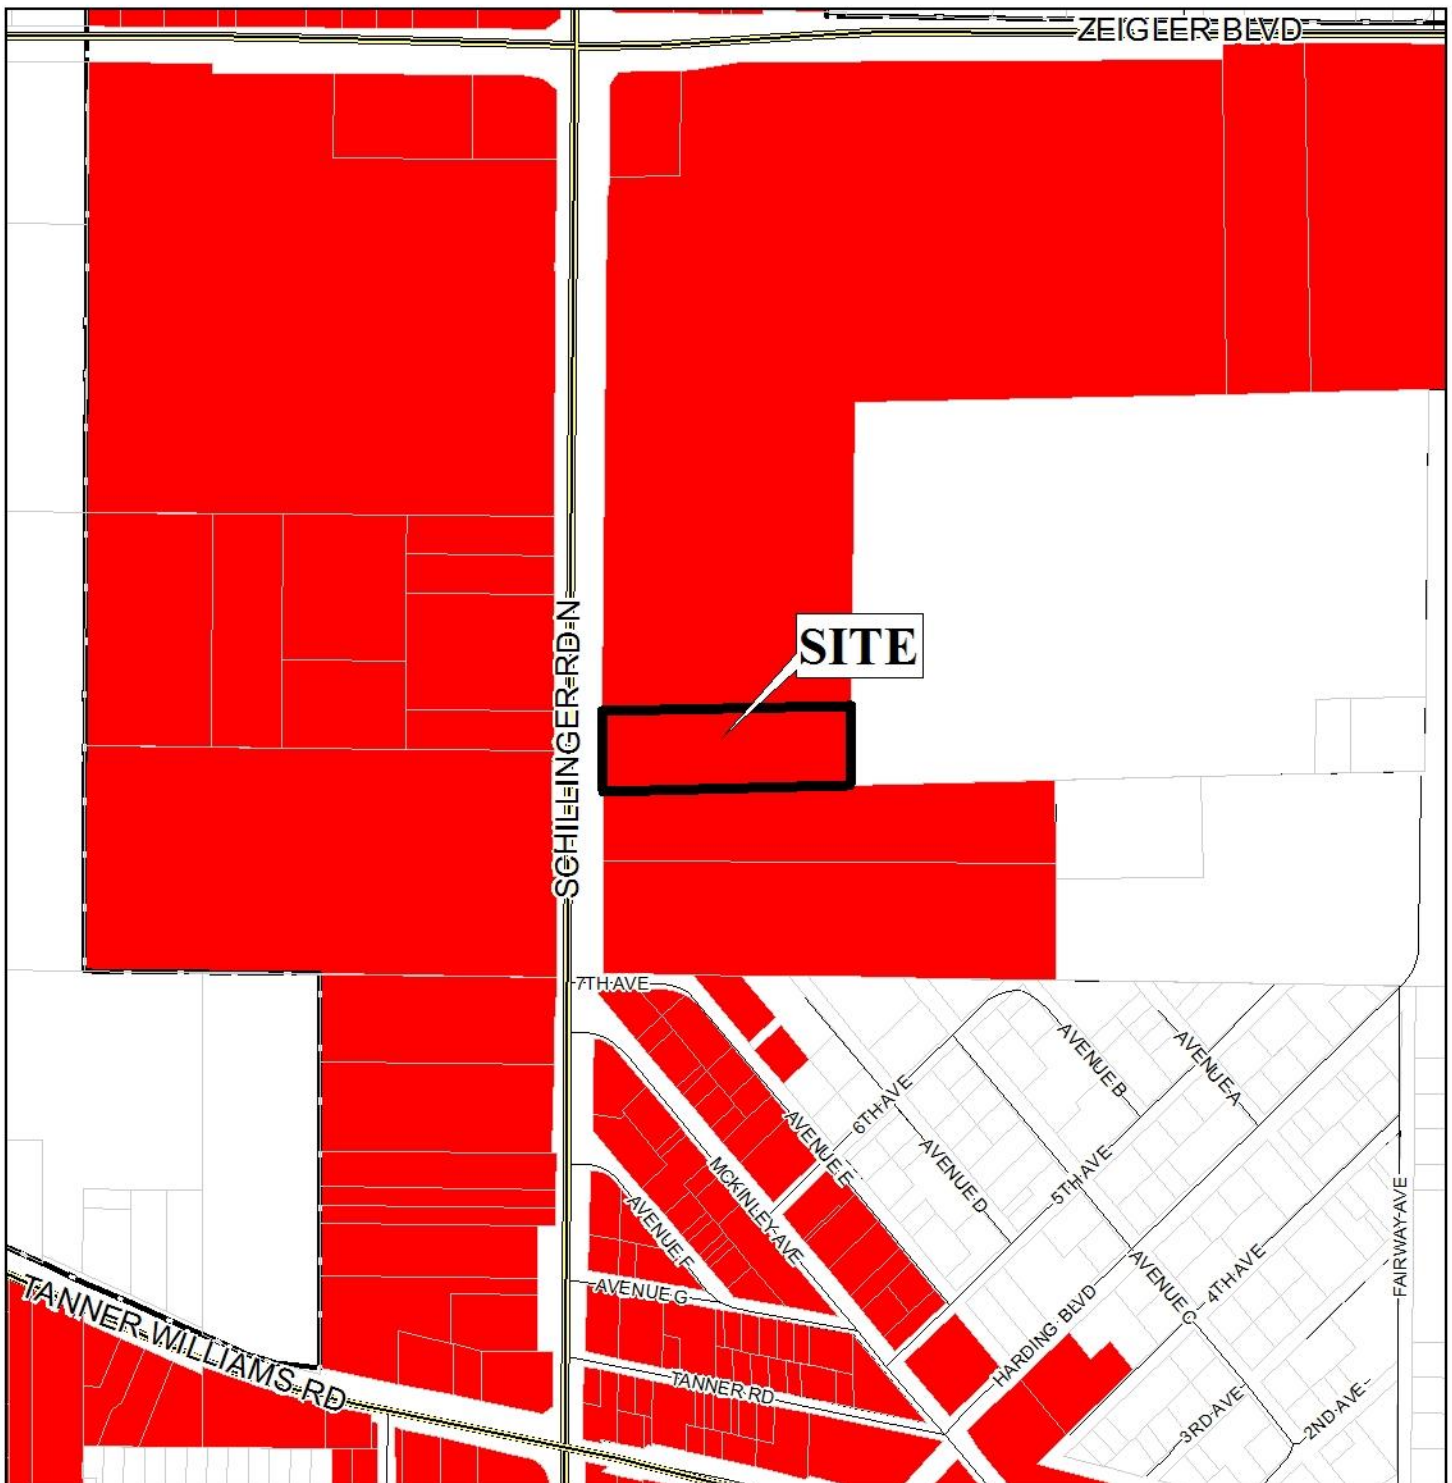 ZEIGLER BLVD
SCHILLINGER RD N
SITE
7TH AVE
AVENUE B
AVENUE A
6TH AVE
AVENUE E
AVENUE D
5TH AVE
MCKINLEY AVE
AVENUE F
AVENUE C
4TH AVE
FAIRWAY AVE
AVENUE G
HARDING BLVD
TANNER WILLIAMS RD
TANNER RD
3RD AVE
2ND AVE